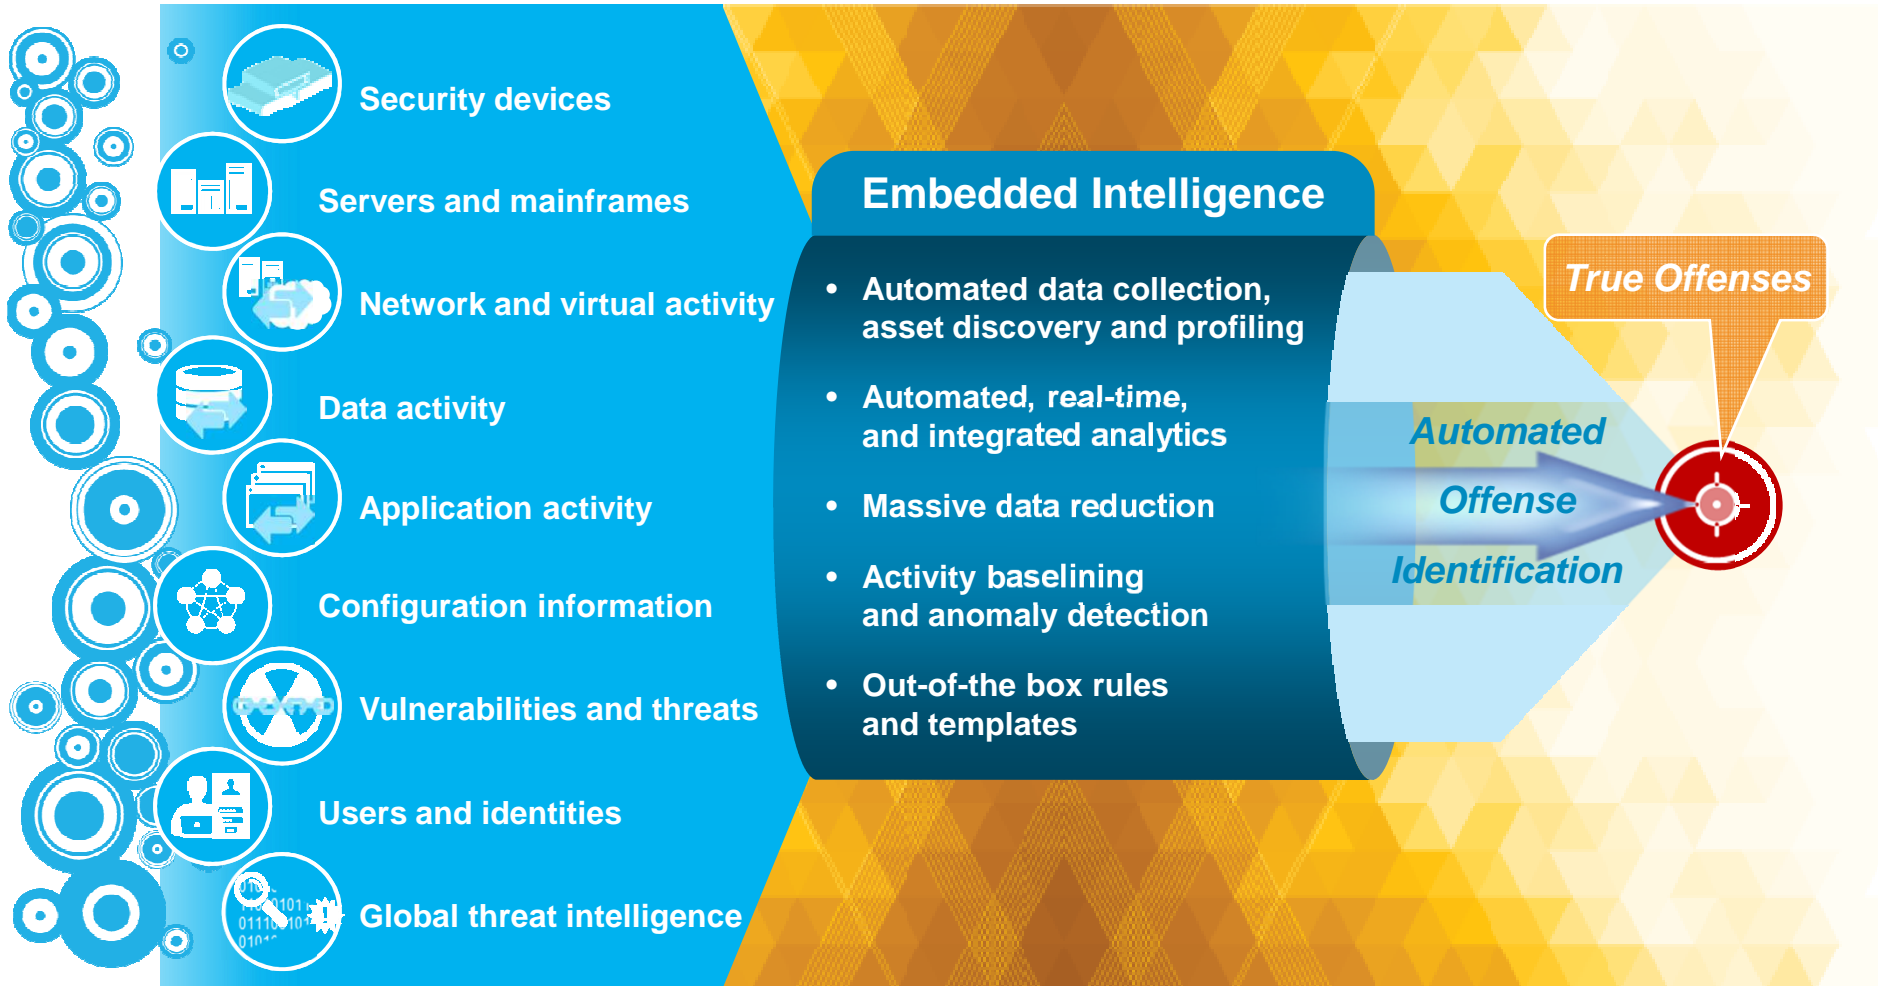 Security devices
Servers and mainframes
Network and virtual activity
Data activity
Application activity
Configuration information
Vulnerabilities and threats
Users and identities
Global threat intelligence
Embedded Intelligence
• Automated data collection,
asset discovery and profiling
• Automated, real-time,
and integrated analytics
• Massive data reduction
• Activity baselining
and anomaly detection
• Out-of-the box rules
and templates
Automated
Offense
Identification
True Offenses